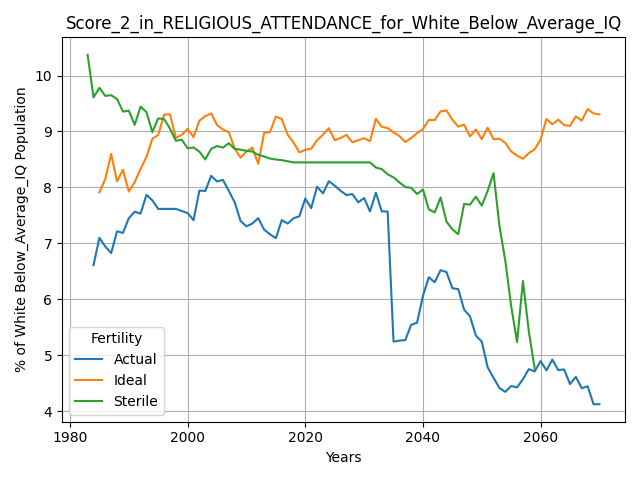 Score_2_in_RELIGIOUS_ATTENDANCE_for_White_Below_Average_IQ
% of White Below_Average_IQ Population
10
9
8
7
6
5
4
Fertility
Actual
Ideal
Sterile
1980 2000 2020 2040 2060
Years